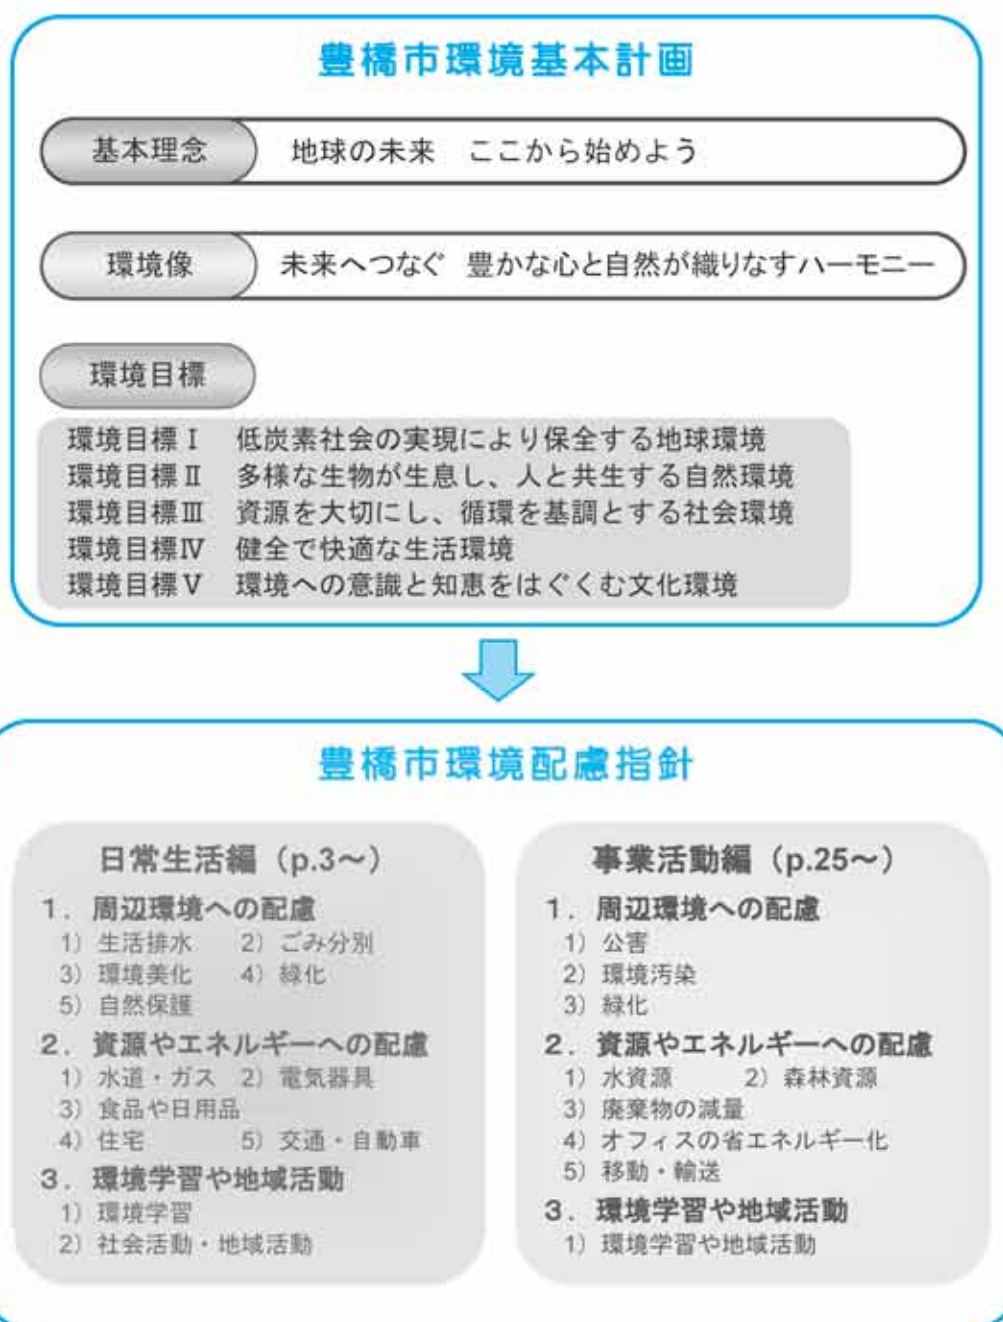 豊橋市環境基本計画
基本理念 地球の未来 ここから始めよう
環境像 未来へつなぐ 豊かな心と自然が織りなすハーモニー
環境目標
環境目標Ⅰ 低炭素社会の実現により保全する地球環境
環境目標Ⅱ 多様な生物が生息し、人と共生する自然環境
環境目標Ⅲ 資源を大切にし、循環を基調とする社会環境
環境目標Ⅳ 健全で快適な生活環境
環境目標Ⅴ 環境への意識と知恵をはぐくむ文化環境
豊橋市環境配慮指針
日常生活編（p.3～）
1．周辺環境への配慮
1）生活排水 2）ごみ分別
3）環境美化 4）緑化
5）自然保護
2．資源やエネルギーへの配慮
1）水道・ガス 2）電気器具
3）食品や日用品
4）住宅 5）交通・自動車
3．環境学習や地域活動
1）環境学習
2）社会活動・地域活動
事業活動編（p.25～）
1．周辺環境への配慮
1）公害
2）環境汚染
3）緑化
2．資源やエネルギーへの配慮
1）水資源 2）森林資源
3）廃棄物の減量
4）オフィスの省エネルギー化
5）移動・輸送
3．環境学習や地域活動
1）環境学習や地域活動